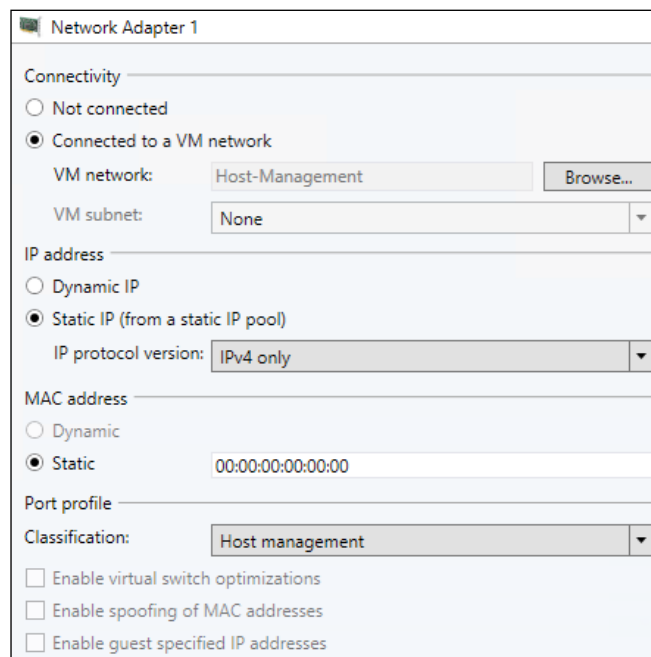 Network Adapter 1
Connectivity
Not connected
Connected to a VM network
VM network: Host-Management Browse...
VM subnet: None
IP address
Dynamic IP
Static IP (from a static IP pool)
IP protocol version: IPv4 only
MAC address
Dynamic
Static 00:00:00:00:00:00
Port profile
Classification: Host management
Enable virtual switch optimizations
Enable spoofing of MAC addresses
Enable guest specified IP addresses